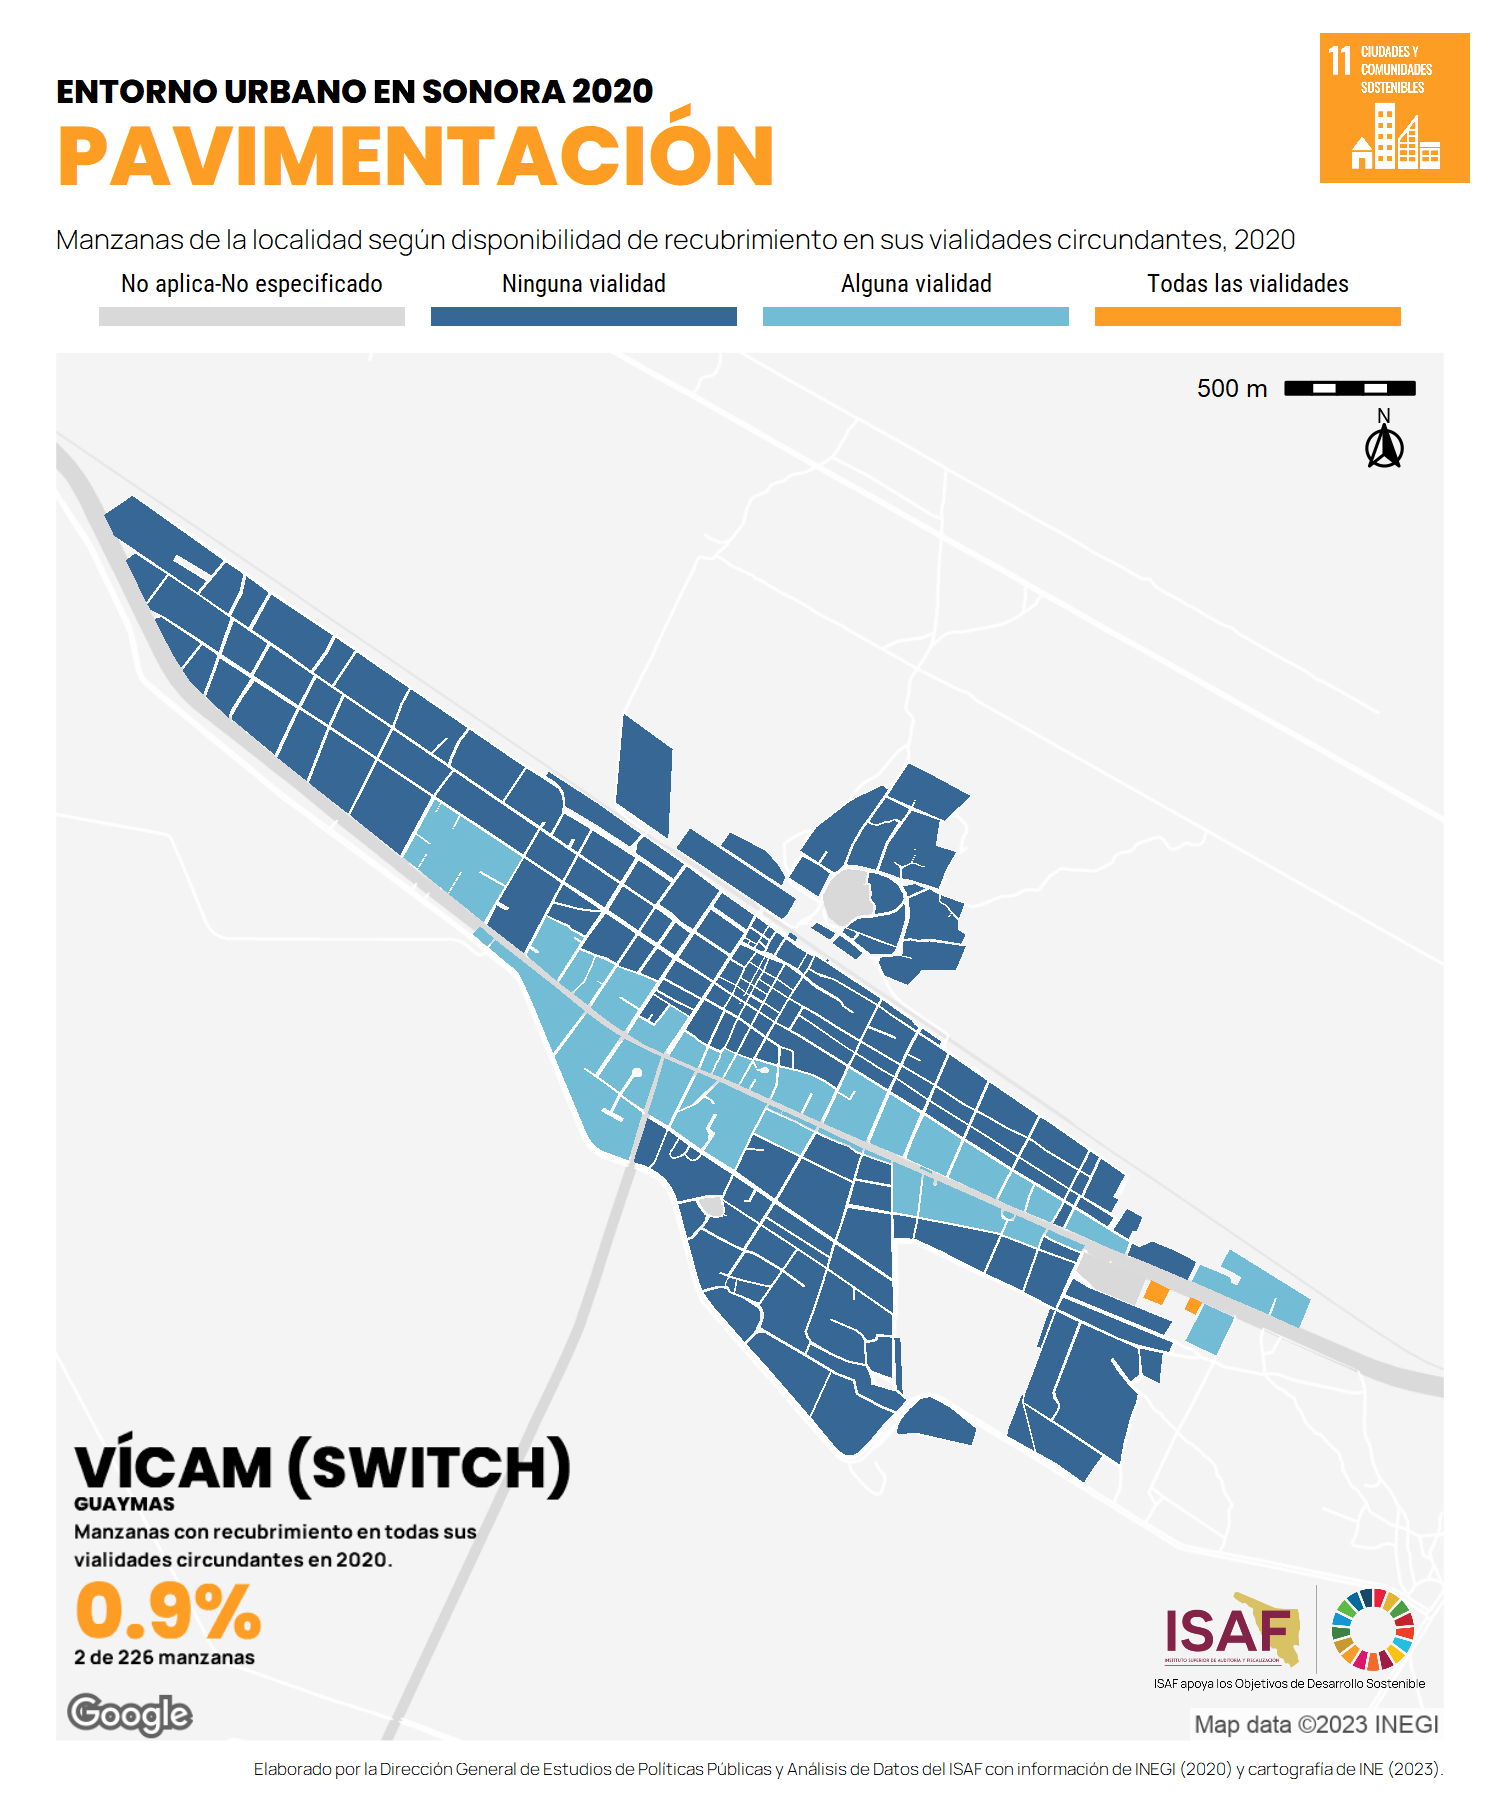 ENTORNO URBANO EN SONORA 2020
PAVIMENTACIÓN
11 CIUDADES Y
COMUNIDADES
SOSTENIBLES
Manzanas de la localidad según disponibilidad de recubrimiento en sus vialidades circundantes, 2020
No aplica-No especificado
Ninguna vialidad
Alguna vialidad
Todas las vialidades
500 m
N
VÍCAM (SWITCH)
GUAYMAS
Manzanas con recubrimiento en todas sus
vialidades circundantes en 2020.
0.9%
2 de 226 manzanas
Google
ISAF
INSTITUTO SUPERIOR DE AUDITORÍA Y FISCALIZACIÓN
ISAF apoya los Objetivos de Desarrollo Sostenible
Map data ©2023 INEGI
Elaborado por la Dirección General de Estudios de Políticas Públicas y Análisis de Datos del ISAF con información de INEGI (2020) y cartografía de INE (2023).